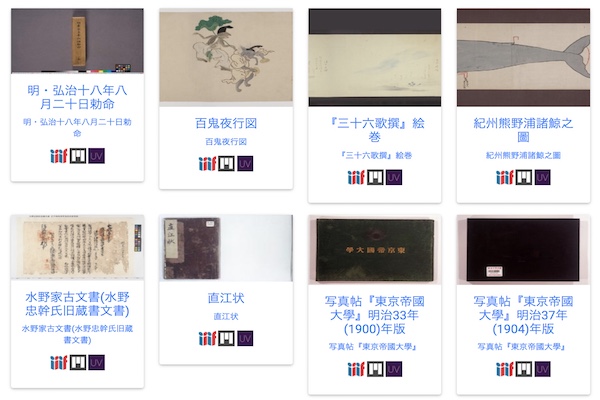 明・弘治十八年八
月二十日勅命
明・弘治十八年八月二十日勅命
iiif UV
百鬼夜行図
百鬼夜行図
iiif UV
『三十六歌撰』絵
巻
『三十六歌撰』絵巻
iiif UV
紀州熊野浦諸鯨之
圖
紀州熊野浦諸鯨之圖
iiif UV
水野家古文書(水野
忠幹氏旧蔵書文書)
水野家古文書(水野忠幹氏旧蔵
書文書)
iiif UV
直江状
直江状
直江状
iiif UV
東京帝國大學
写真帖『東京帝國
大學』明治33年
(1900)年版
写真帖『東京帝國大學』
iiif UV
写真帖『東京帝國
大學』明治37年
(1904)年版
写真帖『東京帝國大學』
iiif UV